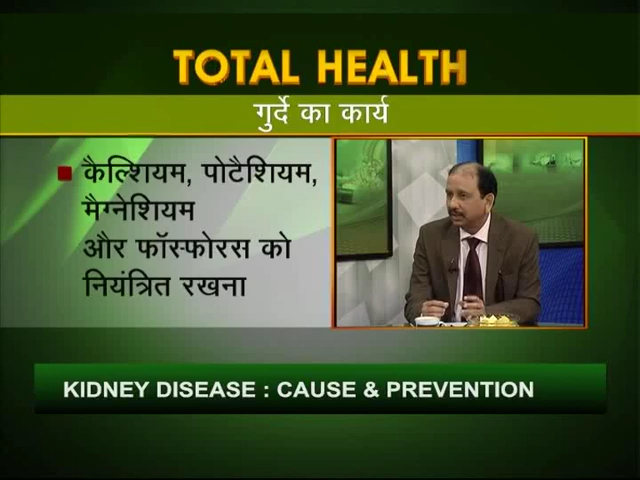 TOTAL HEALTH
गुर्दे का कार्य
कैल्शियम, पोटैशियम,
मैग्नेशियम
और फॉस्फोरस को
नियंत्रित रखना
KIDNEY DISEASE : CAUSE & PREVENTION